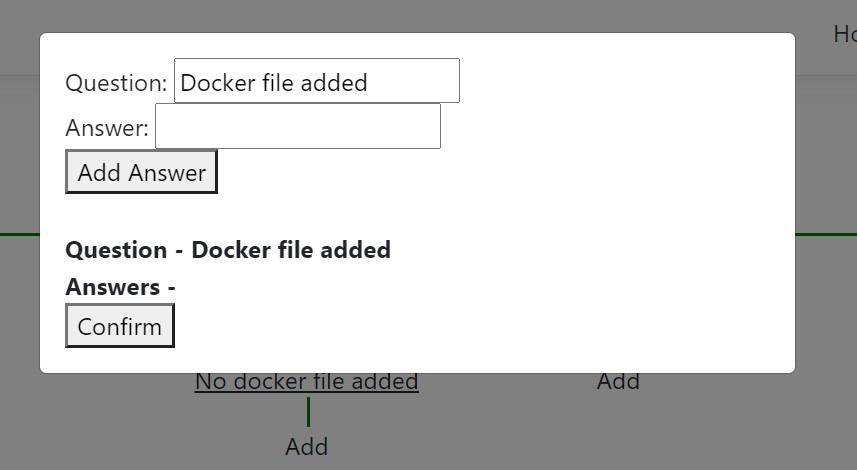 Ho
Question: Docker file added
Answer:
Add Answer
Question - Docker file added
Answers -
Confirm
No docker file added
Add
Add